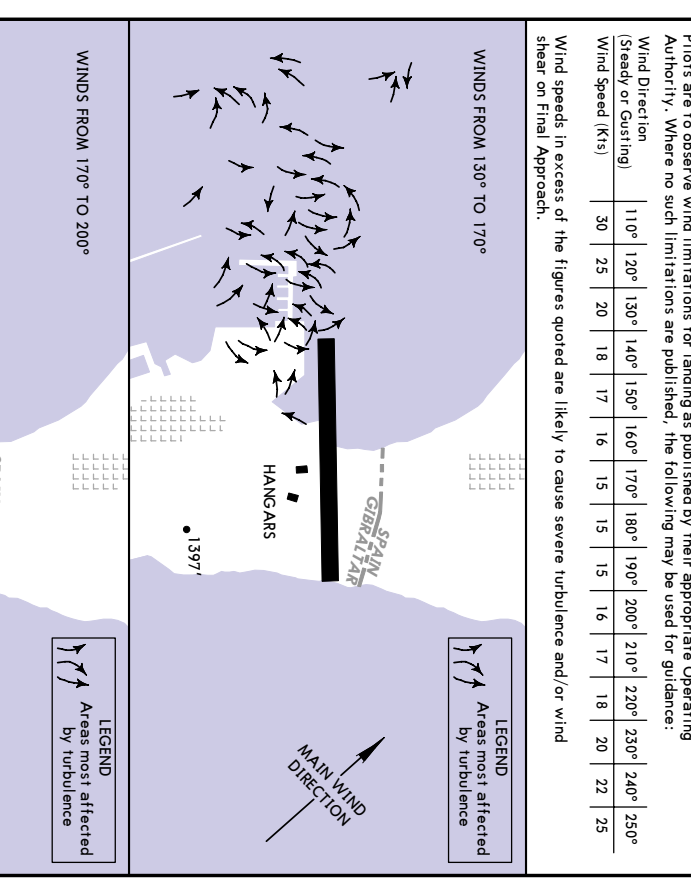 Pilots are to observe wind limitations for landing as published by their appropriate Operating
Authority. Where no such limitations are published, the following may be used for guidance:
Wind Direction
(Steady or Gusting) 110° 120° 130° 140° 150° 160° 170° 180° 190° 200° 210° 220° 230° 240° 250°
Wind Speed (Kts) 30 25 20 18 17 16 15 15 15 16 17 18 20 22 25
Wind speeds in excess of the figures quoted are likely to cause severe turbulence and/or wind
shear on Final Approach.
WINDS FROM 130° TO 170°
SPAIN
GIBRALTAR
HANGARS
1397'
MAIN WIND
DIRECTION
LEGEND
Areas most affected
by turbulence
WINDS FROM 170° TO 200°
LEGEND
Areas most affected
by turbulence